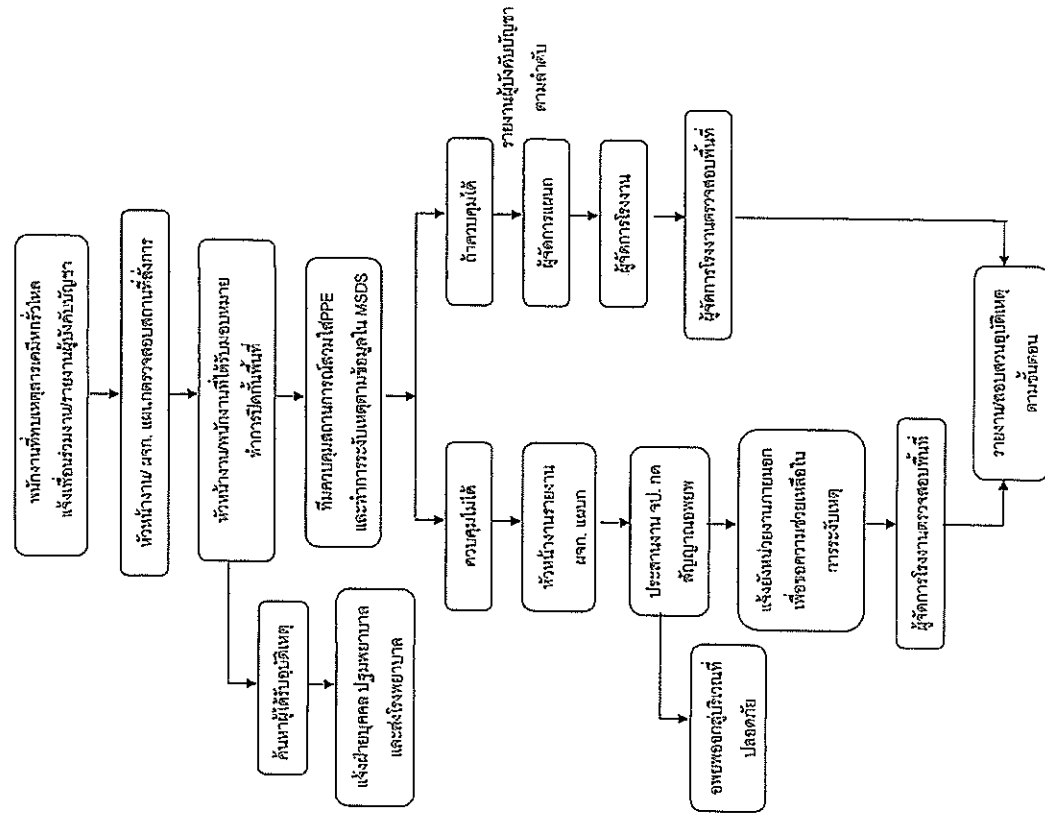 พนักงานที่พบเหตุสารเคมีหกรั่วไหล
แจ้งเพื่อนร่วมงาน/รายงานผู้บังคับบัญชา
หัวหน้างาน/ ผจก. แผนกตรวจสอบสถานที่สั่งการ
หัวหน้างาน/พนักงานที่ได้รับมอบหมาย
ทำการปิดกั้นพื้นที่
ค้นหาผู้ได้รับอุบัติเหตุ
แจ้งฝ่ายบุคคล ปฐมพยาบาล
และส่งโรงพยาบาล
ทีมควบคุมสถานการณ์สวมใส่PPE
และทำการระงับเหตุตามข้อมูลใน MSDS
ควบคุมไม่ได้
หัวหน้างานรายงาน
ผจก. แผนก
ประสานงาน จป. กด
สัญญาณอพยพ
อพยพออกสู่บริเวณที่
ปลอดภัย
แจ้งยังหน่วยงานภายนอก
เพื่อขอความช่วยเหลือใน
การระงับเหตุ
ผู้จัดการโรงงานตรวจสอบพื้นที่
ถ้าควบคุมได้
รายงานผู้บังคับบัญชา
ตามลำดับ
ผู้จัดการแผนก
ผู้จัดการโรงงาน
ผู้จัดการโรงงานตรวจสอบพื้นที่
รายงาน/สอบสวนอุบัติเหตุ
ตามขั้นตอน